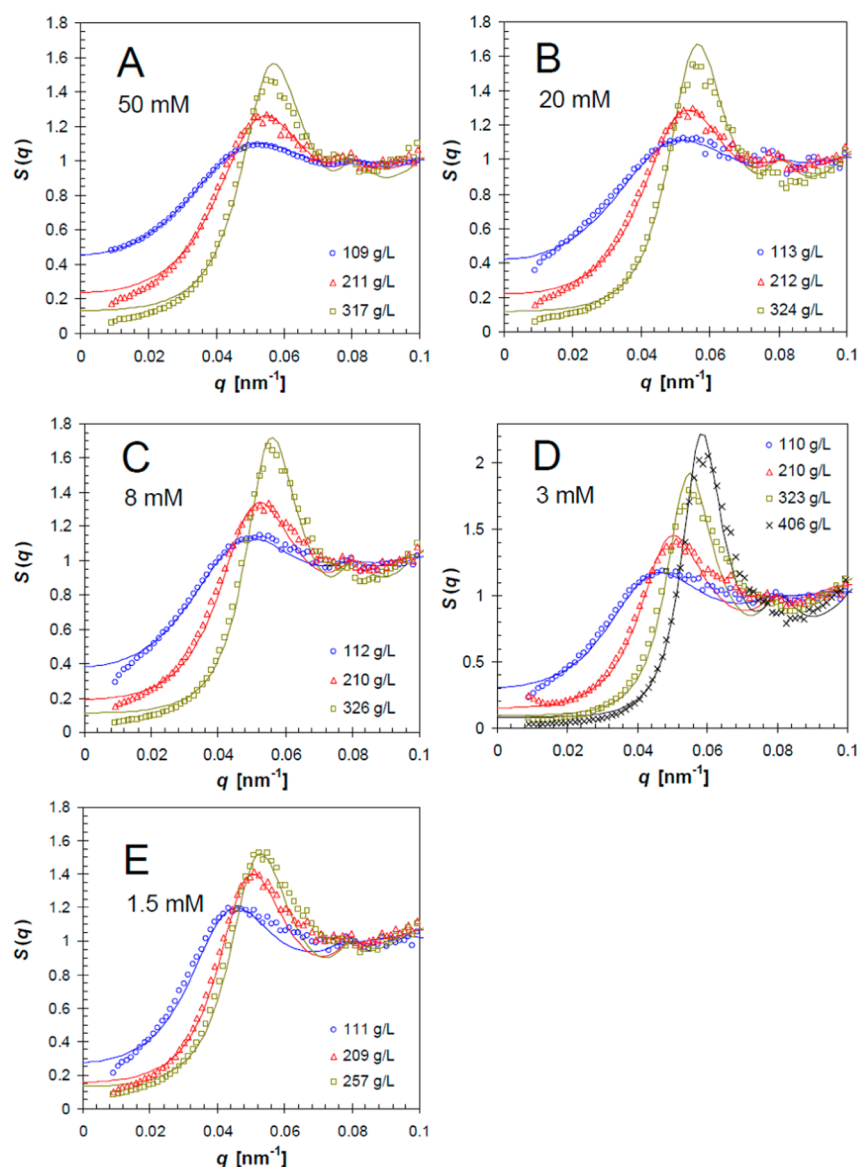 A
50 mM
S(q)
1.8
1.6
1.4
1.2
1
0.8
0.6
0.4
0.2
0
109 g/L
211 g/L
317 g/L
0 0.02 0.04 0.06 0.08 0.1
q [nm⁻¹]
B
20 mM
S(q)
1.8
1.6
1.4
1.2
1
0.8
0.6
0.4
0.2
0
113 g/L
212 g/L
324 g/L
0 0.02 0.04 0.06 0.08 0.1
q [nm⁻¹]
C
8 mM
S(q)
1.8
1.6
1.4
1.2
1
0.8
0.6
0.4
0.2
0
112 g/L
210 g/L
326 g/L
0 0.02 0.04 0.06 0.08 0.1
q [nm⁻¹]
D
3 mM
S(q)
2
1.5
1
0.5
0
110 g/L
210 g/L
323 g/L
406 g/L
0 0.02 0.04 0.06 0.08 0.1
q [nm⁻¹]
E
1.5 mM
S(q)
1.8
1.6
1.4
1.2
1
0.8
0.6
0.4
0.2
0
111 g/L
209 g/L
257 g/L
0 0.02 0.04 0.06 0.08 0.1
q [nm⁻¹]